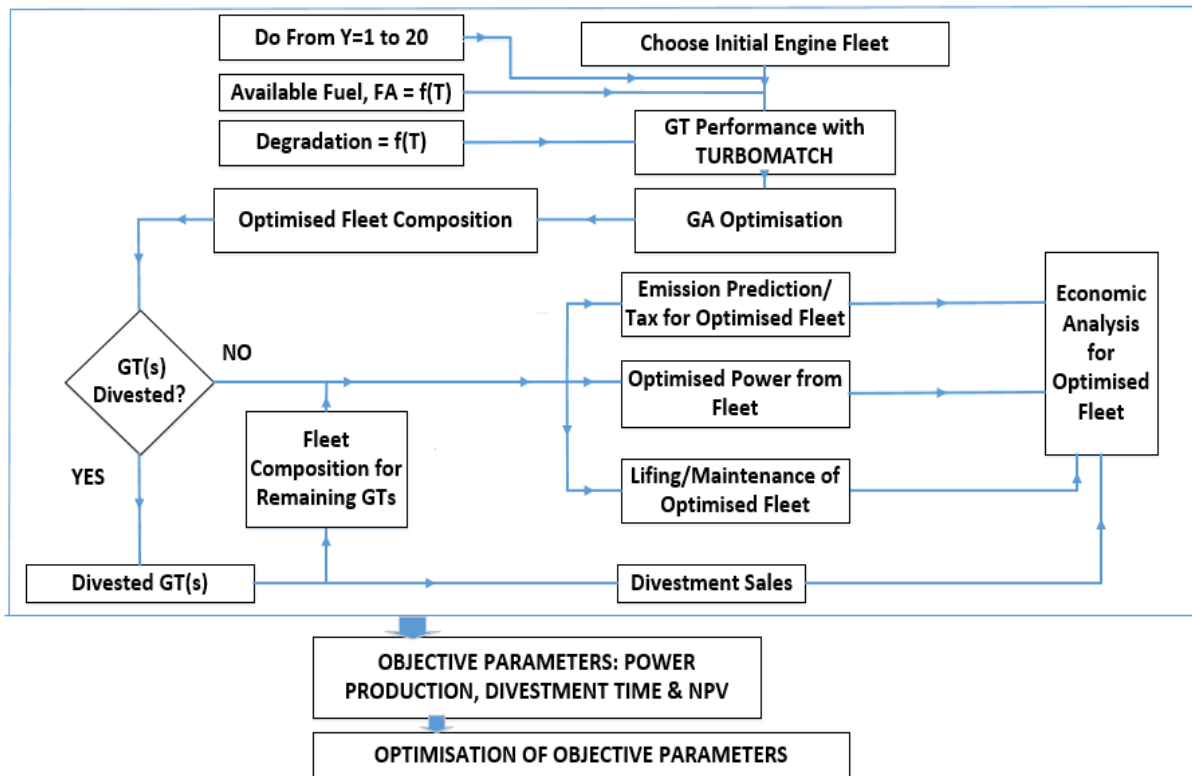 Do From Y=1 to 20
Choose Initial Engine Fleet
Available Fuel, FA = f(T)
Degradation = f(T)
GT Performance with
TURBOMATCH
Optimised Fleet Composition
GA Optimisation
Emission Prediction/
Tax for Optimised Fleet
Economic
Analysis
for
Optimised
Fleet
GT(s)
Divested?
NO
Optimised Power from
Fleet
Fleet
Composition for
Remaining GTs
YES
Lifing/Maintenance of
Optimised Fleet
Divested GT(s)
Divestment Sales
OBJECTIVE PARAMETERS: POWER
PRODUCTION, DIVESTMENT TIME & NPV
OPTIMISATION OF OBJECTIVE PARAMETERS